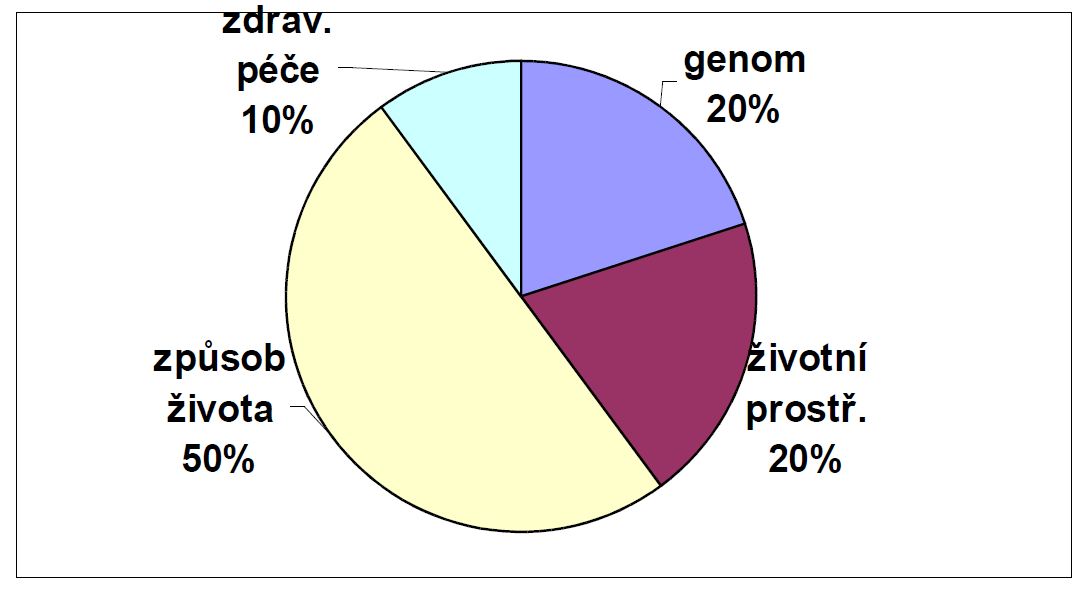 zdrav.
péče
10%
genom
20%
způsob
života
50%
životní
prostř.
20%